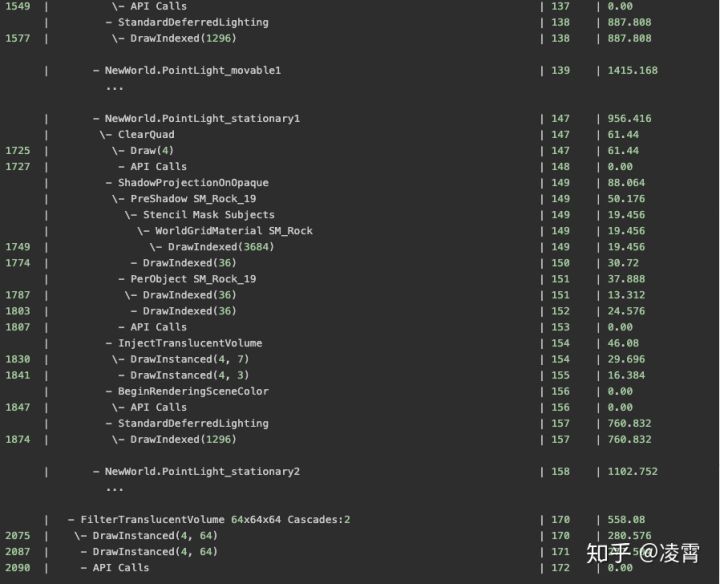 1549 | \- API Calls | 137 | 0.00
| - StandardDeferredLighting | 138 | 887.808
1577 | \- DrawIndexed(1296) | 138 | 887.808
| - NewWorld.PointLight_movable1 | 139 | 1415.168
...
| - NewWorld.PointLight_stationary1 | 147 | 956.416
| \- ClearQuad | 147 | 61.44
1725 | \- Draw(4) | 147 | 61.44
1727 | - API Calls | 148 | 0.00
| - ShadowProjectionOnOpaque | 149 | 88.064
| \- PreShadow SM_Rock_19 | 149 | 50.176
| \- Stencil Mask Subjects | 149 | 19.456
| \- WorldGridMaterial SM_Rock | 149 | 19.456
1749 | \- DrawIndexed(3684) | 149 | 19.456
1774 | - DrawIndexed(36) | 150 | 30.72
| - PerObject SM_Rock_19 | 151 | 37.888
1787 | \- DrawIndexed(36) | 151 | 13.312
1803 | - DrawIndexed(36) | 152 | 24.576
1807 | - API Calls | 153 | 0.00
| - InjectTranslucentVolume | 154 | 46.08
1830 | \- DrawInstanced(4, 7) | 154 | 29.696
1841 | - DrawInstanced(4, 3) | 155 | 16.384
| - BeginRenderingSceneColor | 156 | 0.00
1847 | \- API Calls | 156 | 0.00
| - StandardDeferredLighting | 157 | 760.832
1874 | \- DrawIndexed(1296) | 157 | 760.832
| - NewWorld.PointLight_stationary2 | 158 | 1102.752
...
| - FilterTranslucentVolume 64x64x64 Cascades:2 | 170 | 558.08
2075 | \- DrawInstanced(4, 64) | 170 | 280.576
2087 | - DrawInstanced(4, 64) | 171 |
2090 | - API Calls | 172 | 0.00
知乎 @凌霄